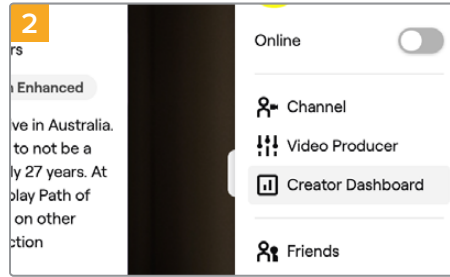 2
rs
Enhanced
ve in Australia.
to not be a
ly 27 years. At
play Path of
on other
ction
Online
Channel
Video Producer
Creator Dashboard
Friends